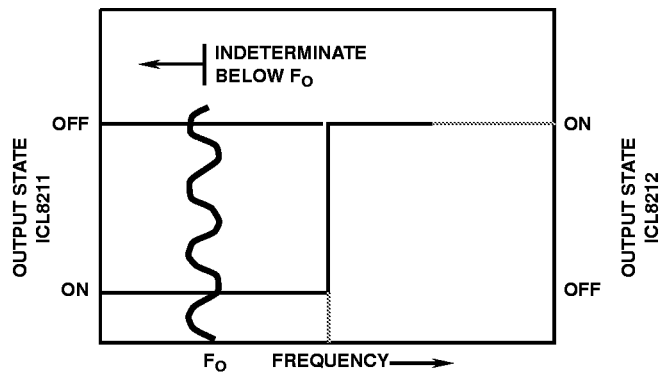 INDETERMINATE
BELOW FO
OFF
ON
ON
OFF
OUTPUT STATE
ICL8211
OUTPUT STATE
ICL8212
FO
FREQUENCY